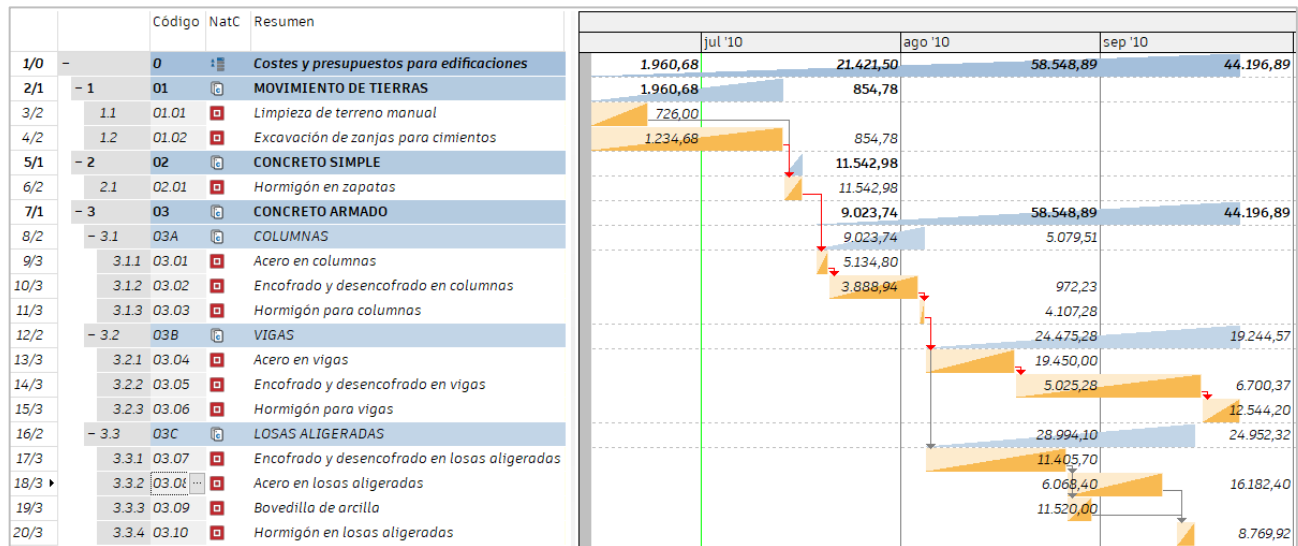 Código NatC Resumen
jul '10 ago '10 sep '10
1/0 − 0 Costes y presupuestos para edificaciones 1.960,68 21.421,50 58.548,89 44.196,89
2/1 − 1 01 MOVIMIENTO DE TIERRAS 1.960,68 854,78
3/2 1.1 01.01 Limpieza de terreno manual 726,00
4/2 1.2 01.02 Excavación de zanjas para cimientos 1.234,68 854,78
5/1 − 2 02 CONCRETO SIMPLE 11.542,98
6/2 2.1 02.01 Hormigón en zapatas 11.542,98
7/1 − 3 03 CONCRETO ARMADO 9.023,74 58.548,89 44.196,89
8/2 − 3.1 03A COLUMNAS 9.023,74 5.079,51
9/3 3.1.1 03.01 Acero en columnas 5.134,80
10/3 3.1.2 03.02 Encofrado y desencofrado en columnas 3.888,94 972,23
11/3 3.1.3 03.03 Hormigón para columnas 4.107,28
12/2 − 3.2 03B VIGAS 24.475,28 19.244,57
13/3 3.2.1 03.04 Acero en vigas 19.450,00
14/3 3.2.2 03.05 Encofrado y desencofrado en vigas 5.025,28 6.700,37
15/3 3.2.3 03.06 Hormigón para vigas 12.544,20
16/2 − 3.3 03C LOSAS ALIGERADAS 28.994,10 24.952,32
17/3 3.3.1 03.07 Encofrado y desencofrado en losas aligeradas 11.405,70
18/3 3.3.2 03.08 ... Acero en losas aligeradas 6.068,40 16.182,40
19/3 3.3.3 03.09 Bovedilla de arcilla 11.520,00
20/3 3.3.4 03.10 Hormigón en losas aligeradas 8.769,92